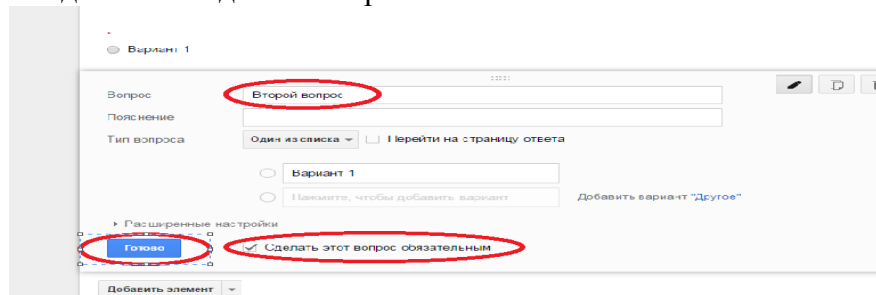 Вариант 1
Вопрос Второй вопрос
Пояснение
Тип вопроса Один из списка Перейти на страницу ответа
Вариант 1
Нажмите, чтобы добавить вариант Добавить вариант "Другое"
Расширенные настройки
Готово Сделать этот вопрос обязательным
Добавить элемент